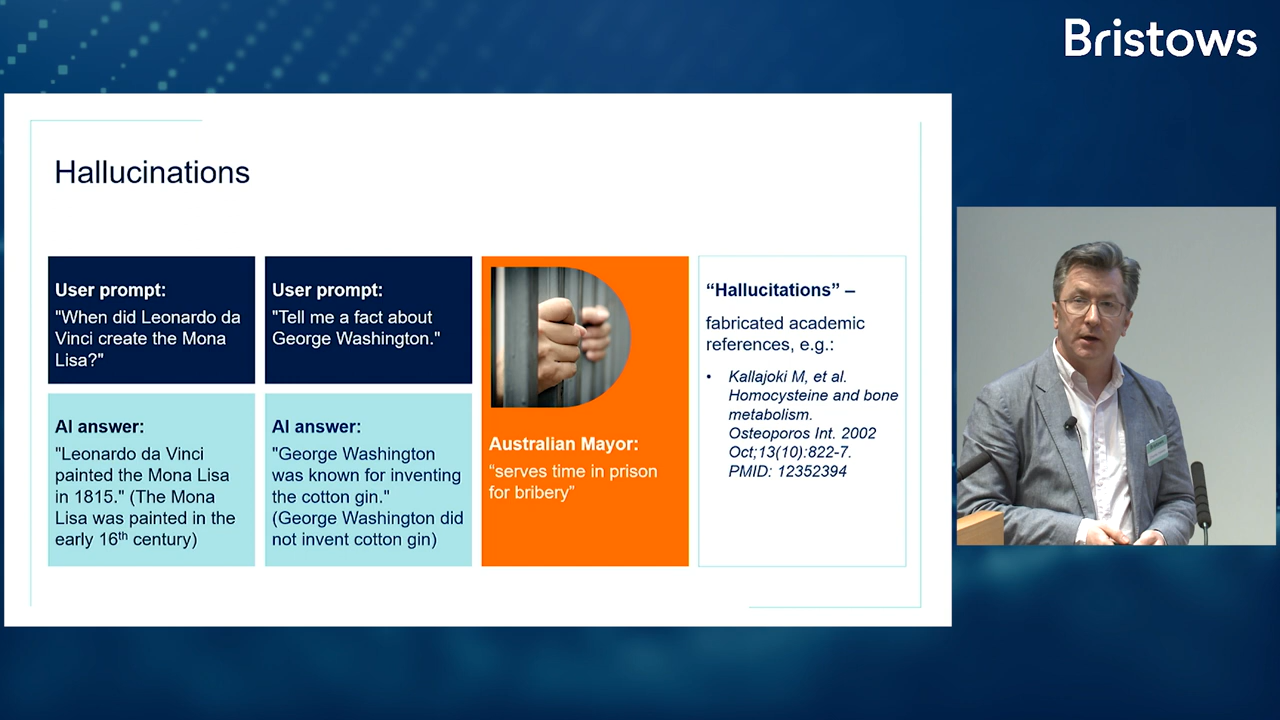 Bristows
Hallucinations
User prompt:
"When did Leonardo da
Vinci create the Mona
Lisa?"
AI answer:
"Leonardo da Vinci
painted the Mona Lisa
in 1815." (The Mona
Lisa was painted in the
early 16th century)
User prompt:
"Tell me a fact about
George Washington."
AI answer:
"George Washington
was known for inventing
the cotton gin."
(George Washington did
not invent cotton gin)
Australian Mayor:
“serves time in prison
for bribery”
“Hallucitations” –
fabricated academic
references, e.g.:
• Kallajoki M, et al.
Homocysteine and bone
metabolism.
Osteoporos Int. 2002
Oct;13(10):822-7.
PMID: 12352394